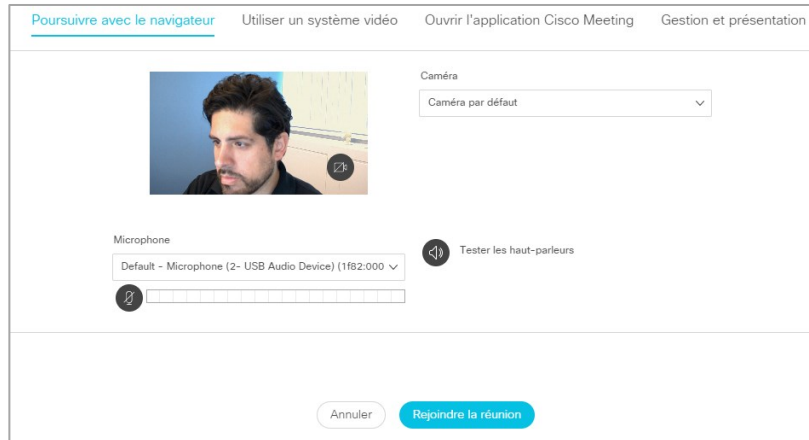 Poursuivre avec le navigateur Utiliser un système vidéo Ouvrir l'application Cisco Meeting Gestion et présentation
Caméra
Caméra par défaut
Microphone
Default - Microphone (2- USB Audio Device) (1f82:000
Tester les haut-parleurs
Annuler Rejoindre la réunion